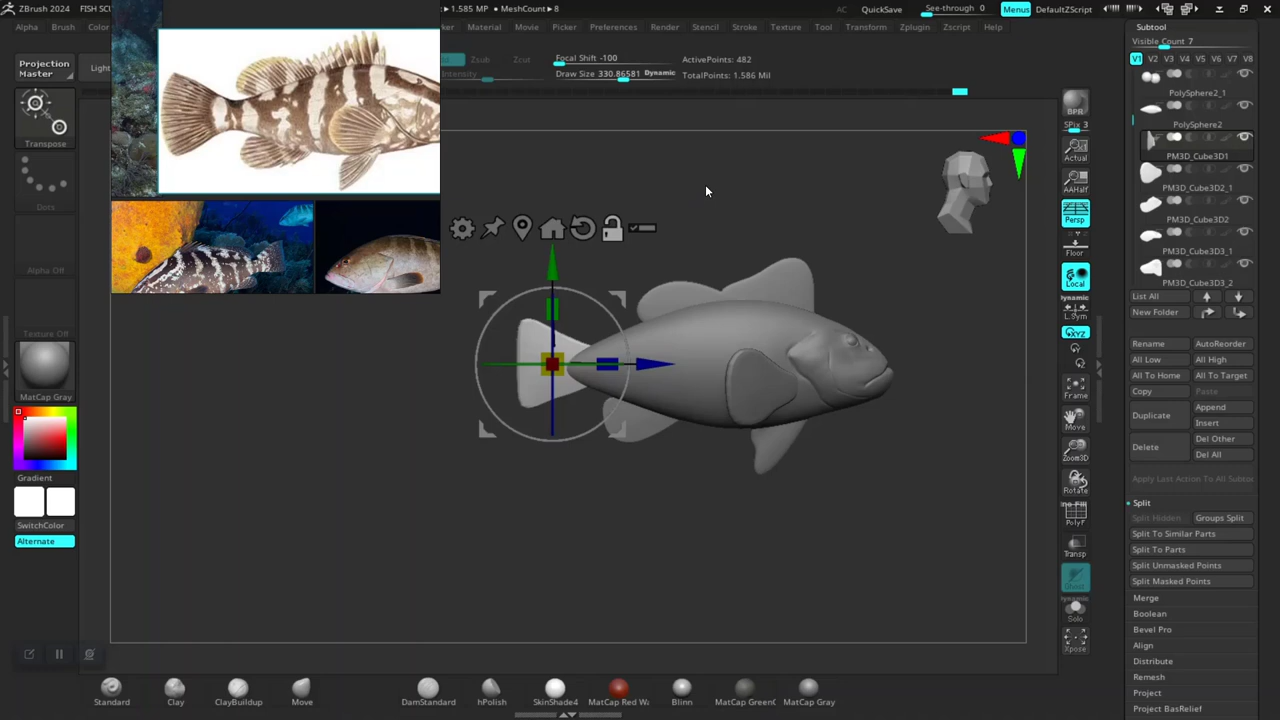 ZBrush 2024 FISH SCI
1.585 MP • MeshCount 8
AC QuickSave See-through 0 Menus DefaultZScript
Alpha Brush Color
Material Movie Picker Preferences Render Stencil Surface Texture Tool Transform Zplugin Zscript Help
Projection Master
Light
Zsub Zcut
Intensity
Focal Shift -100
Draw Size 330.86581 Dynamic
ActivePoints: 482
TotalPoints: 1.586 Mil
Transpose
Dots
Alpha Off
Texture Off
MatCap Gray
Gradient
SwitchColor
Alternate
BPR
SPix 3
Actual
AAHalf
Persp
Floor
Local
Dynamic
L.Sym
XYZ
Frame
Move
Zoom3D
Rotate
PolyF
Transp
Ghost
Dynamic
Solo
Xpose
Subtool
Visible Count 7
V1 V2 V3 V4 V5 V6 V7 V8
PolySphere2_1
PolySphere2
PM3D_Cube3D1
PM3D_Cube3D2_1
PM3D_Cube3D2
PM3D_Cube3D3_1
PM3D_Cube3D3_2
List All
New Folder
Rename AutoReorder
All Low All High
All To Home All To Target
Copy Paste
Duplicate Append
Insert
Delete Del Other
Del All
Apply Last Action To All Subtoo
Split
Split Hidden Groups Split
Split To Similar Parts
Split To Parts
Split Unmasked Points
Split Masked Points
Merge
Boolean
Bevel Pro
Align
Distribute
Remesh
Project
Project BasRelief
Standard Clay ClayBuildup Move DamStandard hPolish SkinShade4 MatCap Red Wa Blinn MatCap GreenC MatCap Gray